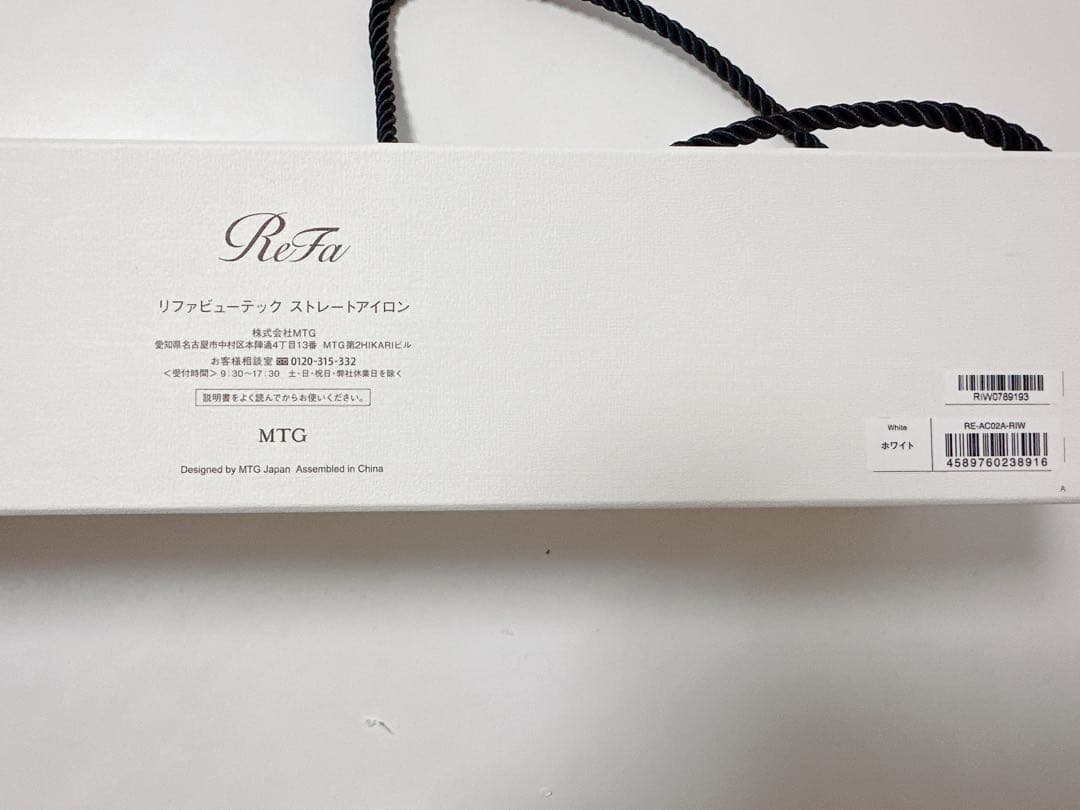 ReFa
リファビューテック ストレートアイロン
株式会社MTG
愛知県名古屋市中村区本陣通4丁目13番 MTG第2HIKARIビル
お客様相談室 0120-315-332
<受付時間> 9:30〜17:30 土・日・祝日・弊社休業日を除く
説明書をよく読んでからお使いください。
MTG
Designed by MTG Japan Assembled in China
RIW0789193
White
ホワイト
RE-AC02A-RIW
4589760238916
A